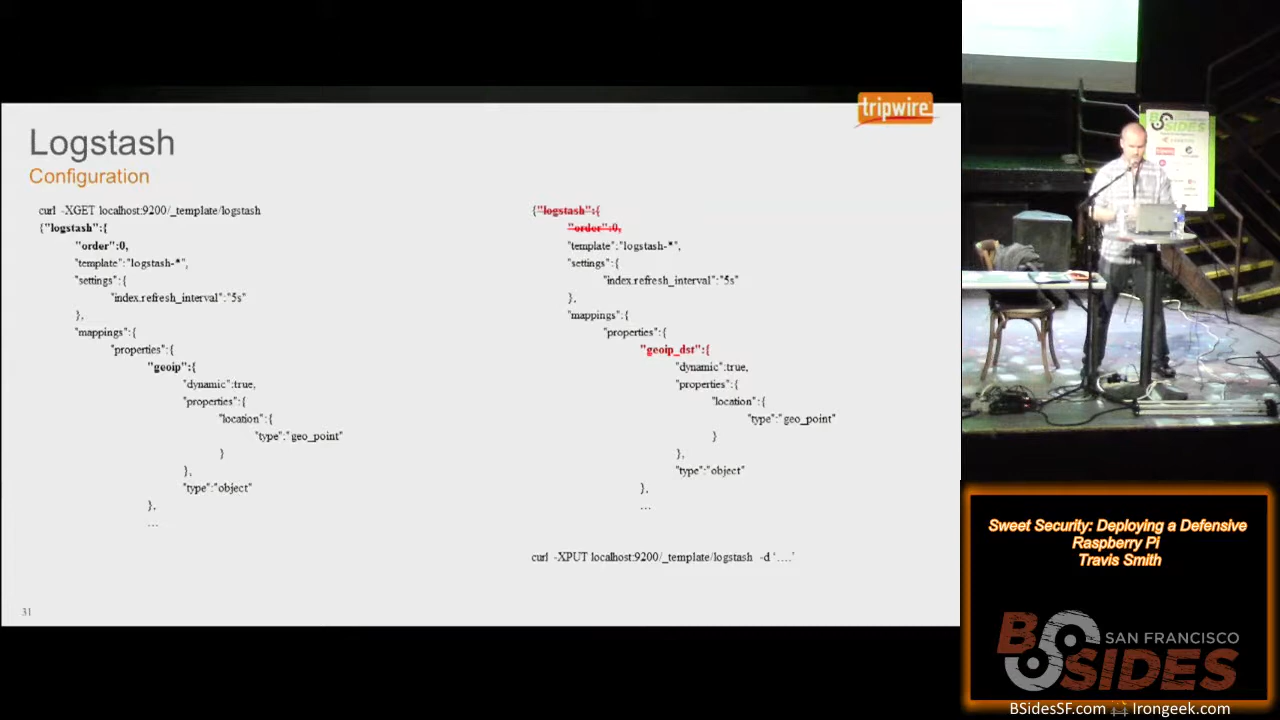 tripwire
Logstash
Configuration
curl -XGET localhost:9200/_template/logstash
{"logstash":{
"order":0,
"template":"logstash-*",
"settings":{
"index.refresh_interval":"5s"
},
"mappings":{
"properties":{
"geoip":{
"dynamic":true,
"properties":{
"location":{
"type":"geo_point"
}
},
"type":"object"
},
...
{"logstash":{
"order":0,
"template":"logstash-*",
"settings":{
"index.refresh_interval":"5s"
},
"mappings":{
"properties":{
"geoip_dst":{
"dynamic":true,
"properties":{
"location":{
"type":"geo_point"
}
},
"type":"object"
},
...
curl -XPUT localhost:9200/_template/logstash -d '....'
31
BSIDES
Sweet Security: Deploying a Defensive
Raspberry Pi
Travis Smith
BSIDES
SAN FRANCISCO
BSidesSF.com Irongeek.com